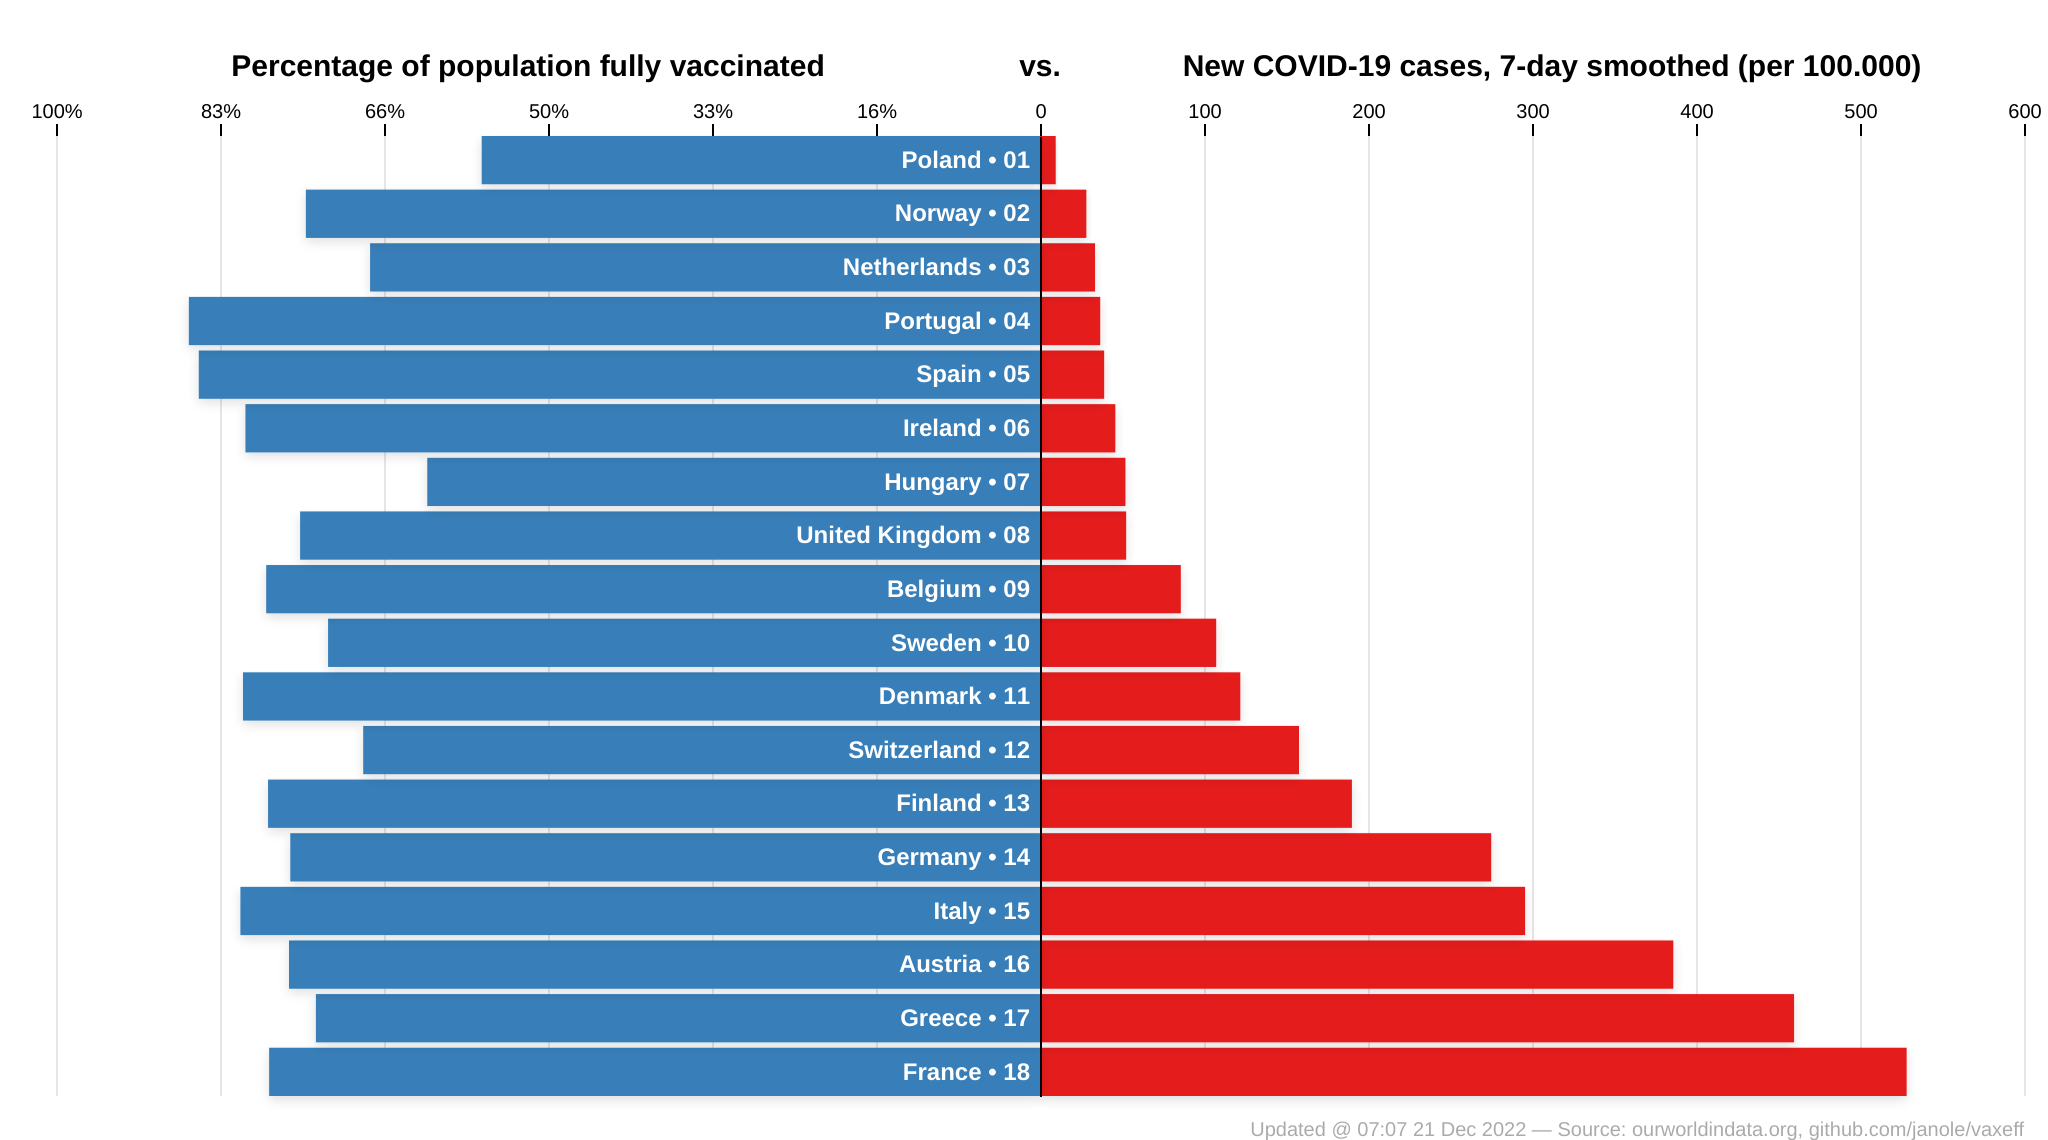 Percentage of population fully vaccinated vs. New COVID-19 cases, 7-day smoothed (per 100.000)
100% 83% 66% 50% 33% 16% 0 100 200 300 400 500 600
Poland • 01
Norway • 02
Netherlands • 03
Portugal • 04
Spain • 05
Ireland • 06
Hungary • 07
United Kingdom • 08
Belgium • 09
Sweden • 10
Denmark • 11
Switzerland • 12
Finland • 13
Germany • 14
Italy • 15
Austria • 16
Greece • 17
France • 18
Updated @ 07:07 21 Dec 2022 — Source: ourworldindata.org, github.com/janole/vaxeff